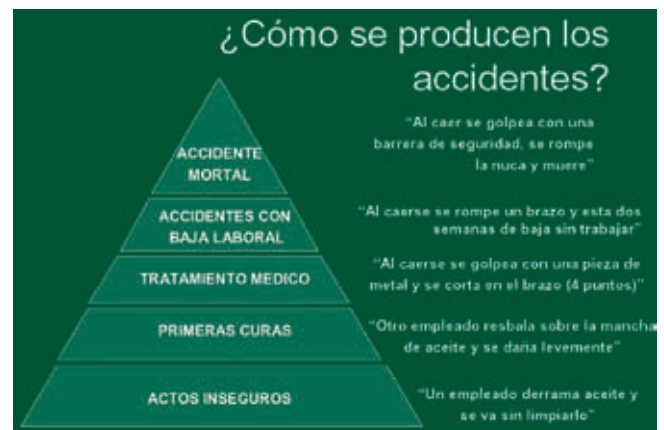 ¿Cómo se producen los
accidentes?
ACCIDENTE
MORTAL
"Al caer se golpea con una
barrera de seguridad, se rompe
la nuca y muere"
ACCIDENTES CON
BAJA LABORAL
"Al caerse se rompe un brazo y esta dos
semanas de baja sin trabajar"
TRATAMIENTO MEDICO
"Al caerse se golpea con una pieza de
metal y se corta en el brazo (4 puntos)"
PRIMERAS CURAS
"Otro empleado resbala sobre la mancha
de aceite y se daña levemente"
ACTOS INSEGUROS
"Un empleado derrama aceite y
se va sin limpiarlo"